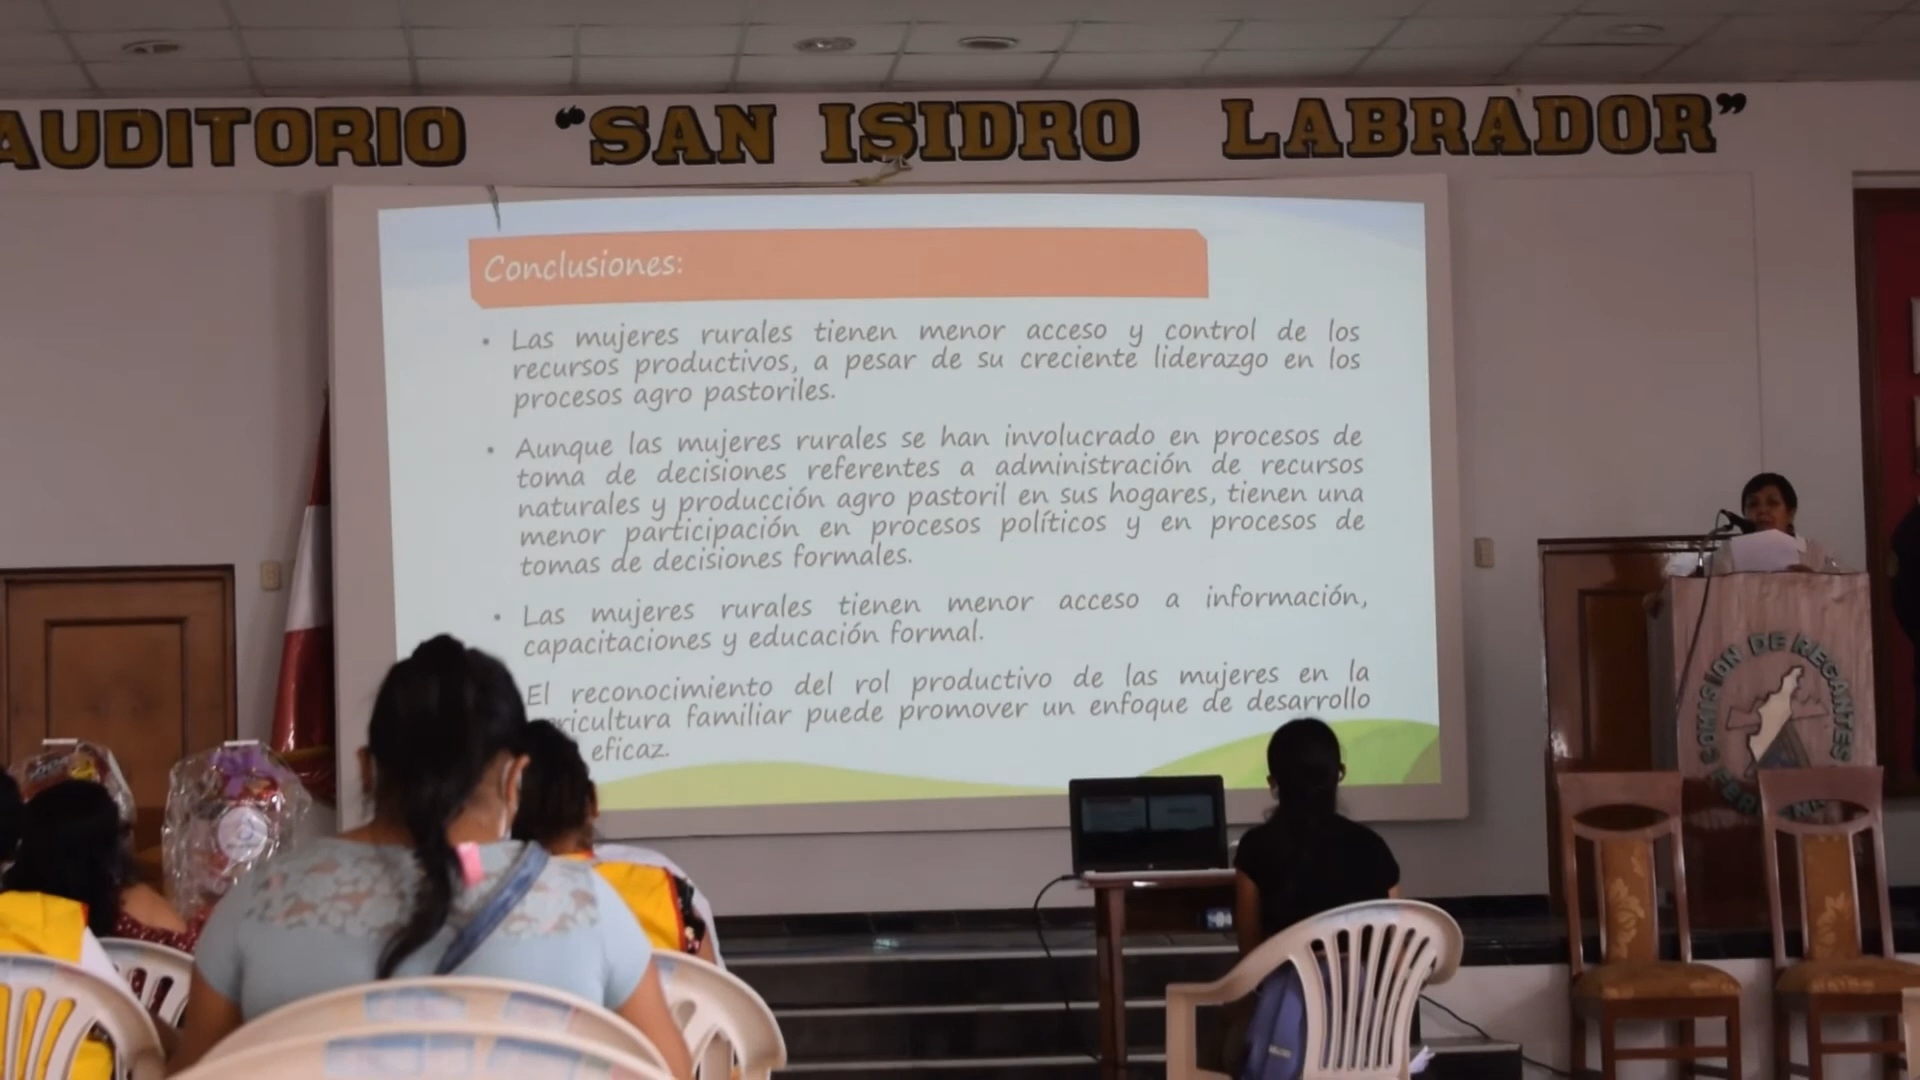 AUDITORIO "SAN ISIDRO LABRADOR"
Conclusiones:
• Las mujeres rurales tienen menor acceso y control de los
recursos productivos, a pesar de su creciente liderazgo en los
procesos agro pastoriles.
• Aunque las mujeres rurales se han involucrado en procesos de
toma de decisiones referentes a administración de recursos
naturales y producción agro pastoril en sus hogares, tienen una
menor participación en procesos políticos y en procesos de
tomas de decisiones formales.
• Las mujeres rurales tienen menor acceso a información,
capacitaciones y educación formal.
El reconocimiento del rol productivo de las mujeres en la
ricultura familiar puede promover un enfoque de desarrollo
eficaz.
COMISION DE REGANTES